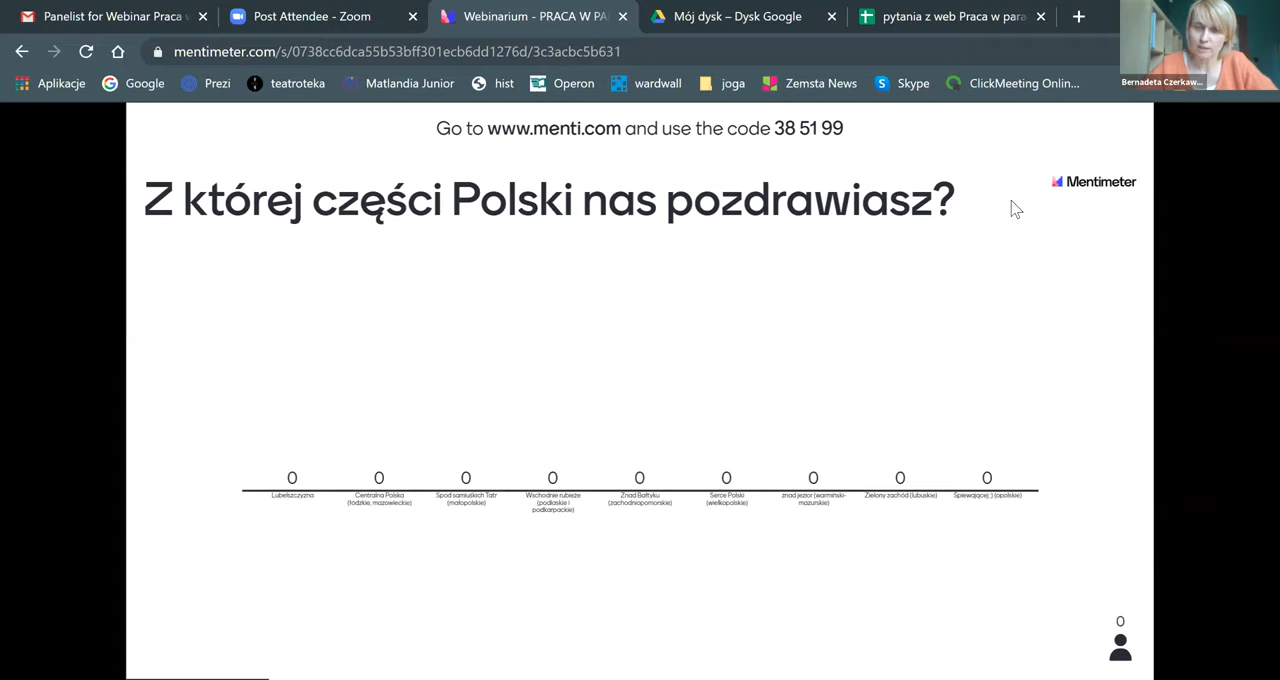 Panelist for Webinar Praca w
Post Attendee - Zoom
Webinarium - PRACA W PA
Mój dysk – Dysk Google
pytania z web Praca w para
mentimeter.com/s/0738cc6dca55b53bff301ecb6dd1276d/3c3acbc5b631
Aplikacje
Google
Prezi
teatroteka
Matlandia Junior
hist
Operon
wardwall
joga
Zemsta News
Skype
ClickMeeting Onlin...
Bernadeta Czerkaw...
Go to www.menti.com and use the code 38 51 99
Z której części Polski nas pozdrawiasz?
Mentimeter
0 0 0 0 0 0 0 0 0
Lubelszczyzna
Centralna Polska
(łódzkie, mazowieckie)
Spod samiuśkich Tatr
(małopolskie)
Wschodnie rubieże
(podlaskie i
podkarpackie)
Znad Bałtyku
(zachodniopomorskie)
Serce Polski
(wielkopolskie)
znad jezior (warmiński-
mazurskie)
Zielony zachód (lubuskie)
Śpiewającej :) (opolskie)
0